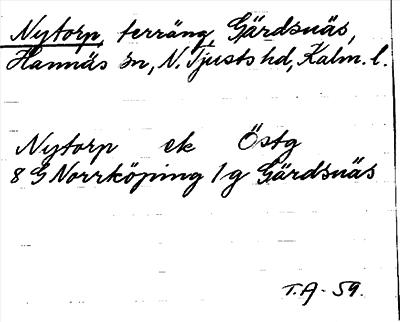 Nytorp, terräng, Gärdsnäs,
Hannäs sn, N. Tjusts hd, Kalm. l.
Nytorp ek Östg
8 G Norrköping 1 g Gärdsnäs
T.A - 59.